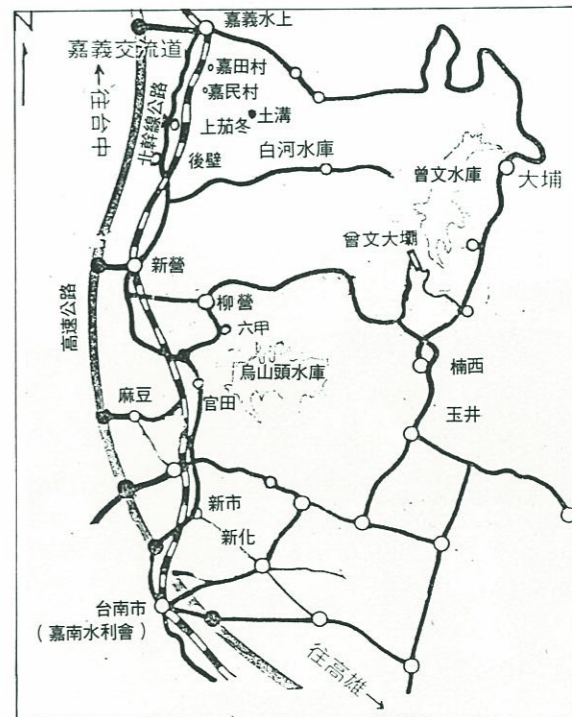 N
嘉義水上
嘉義交流道
嘉田村
←往台中
嘉民村
北幹線公路
上茄冬
土溝
後壁
白河水庫
曾文水庫
大埔
曾文大壩
新營
高速公路
柳營
六甲
烏山頭水庫
楠西
麻豆
官田
玉井
新市
新化
台南市
(嘉南水利會)
往高雄→